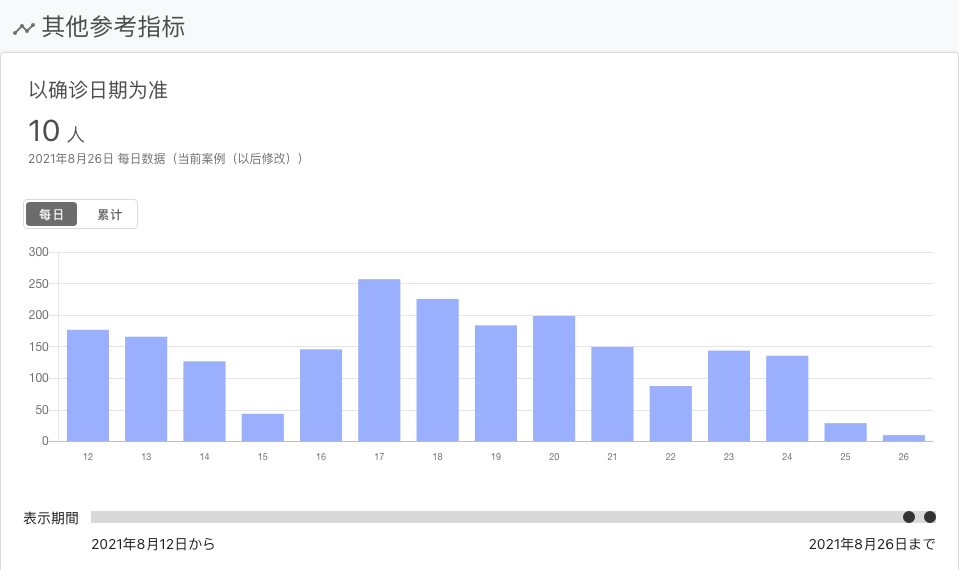 其他参考指标
以确诊日期为准
10 人
2021年8月26日 每日数据（当前案例（以后修改））
每日 累计
300
250
200
150
100
50
0
12 13 14 15 16 17 18 19 20 21 22 23 24 25 26
表示期間
2021年8月12日から 2021年8月26日まで